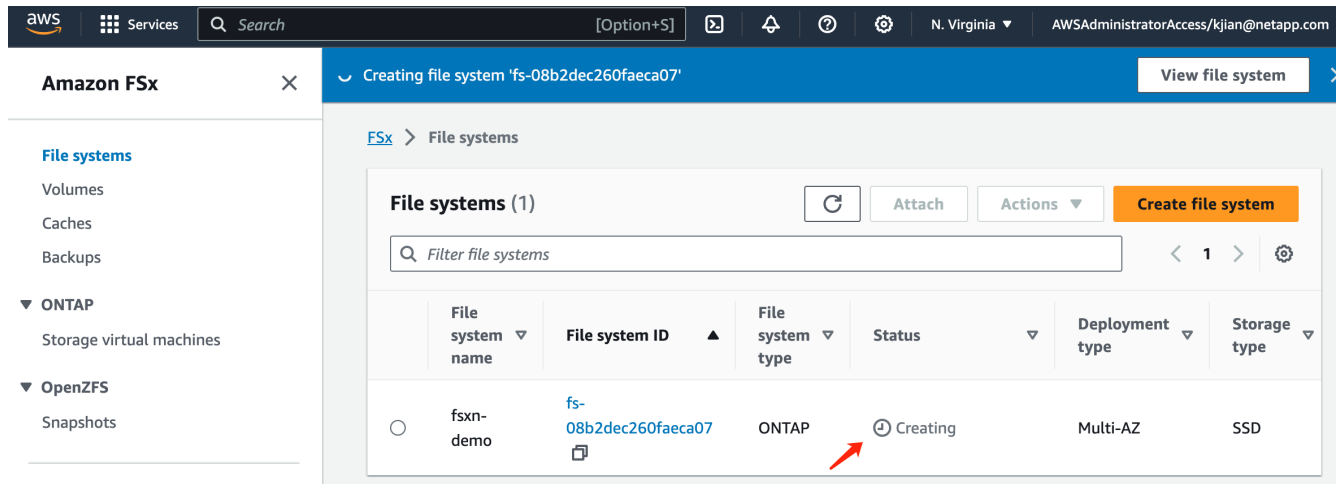 aws
Services
Search
[Option+S]
N. Virginia
AWSAdministratorAccess/kjian@netapp.com
Amazon FSx
Creating file system 'fs-08b2dec260faeca07'
View file system
File systems
Volumes
Caches
Backups
ONTAP
Storage virtual machines
OpenZFS
Snapshots
FSx
File systems
File systems (1)
Attach
Actions
Create file system
Filter file systems
1
File
system
name
File system ID
File
system
type
Status
Deployment
type
Storage
type
fsxn-
demo
fs-
08b2dec260faeca07
ONTAP
Creating
Multi-AZ
SSD